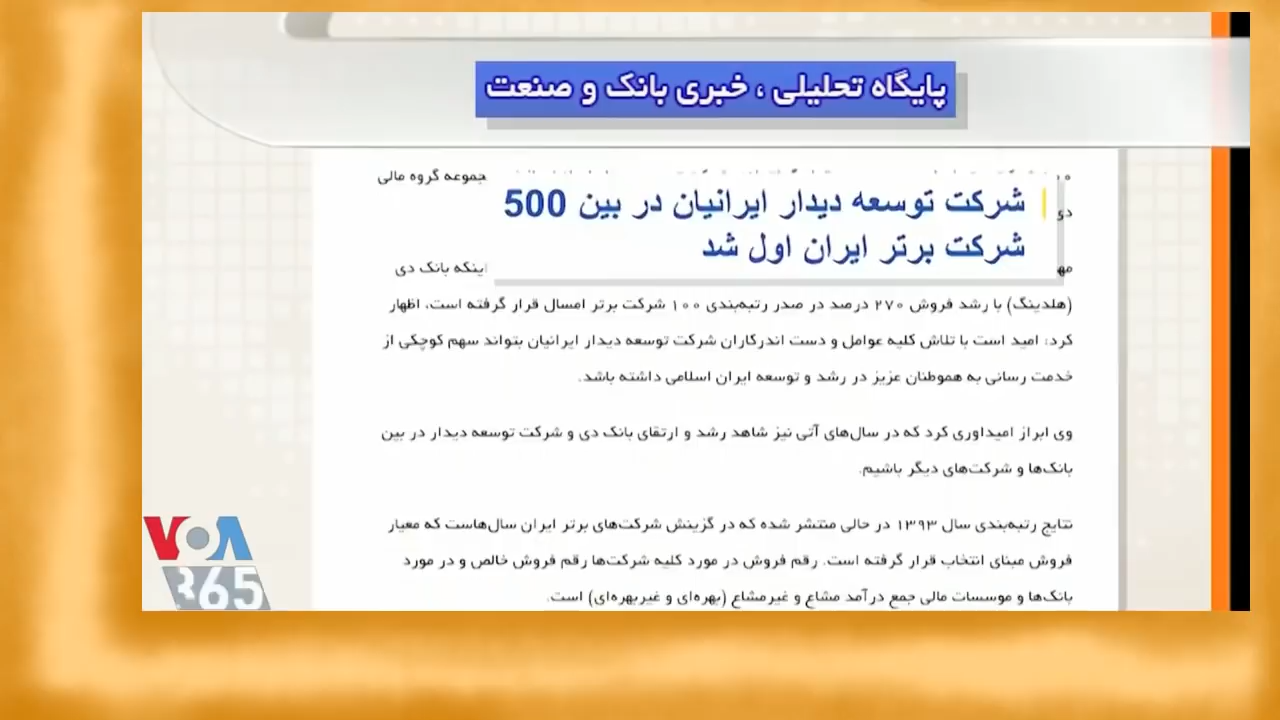 پایگاه تحلیلی ، خبری بانک و صنعت
مجموعه گروه مالی
شرکت توسعه دیدار ایرانیان در بین 500
دی
شرکت برتر ایران اول شد
اینکه بانک دی
(هلدینگ) با رشد فروش ۲۷۰ درصد در صدر رتبه‌بندی ۱۰۰ شرکت برتر امسال قرار گرفته است، اظهار
کرد: امید است با تلاش کلیه عوامل و دست اندرکاران شرکت توسعه دیدار ایرانیان بتواند سهم کوچکی از
خدمت رسانی به هموطنان عزیز در رشد و توسعه ایران اسلامی داشته باشد.
وی ابراز امیدواری کرد که در سال‌های آتی نیز شاهد رشد و ارتقای بانک دی و شرکت توسعه دیدار در بین
بانک‌ها و شرکت‌های دیگر باشیم.
نتایج رتبه‌بندی سال ۱۳۹۳ در حالی منتشر شده که در گزینش شرکت‌های برتر ایران سال‌هاست که معیار
فروش مبنای انتخاب قرار گرفته است. رقم فروش در مورد کلیه شرکت‌ها رقم فروش خالص و در مورد
بانک‌ها و موسسات مالی جمع درآمد مشاع و غیرمشاع (بهره‌ای و غیربهره‌ای) است.
VOA
365